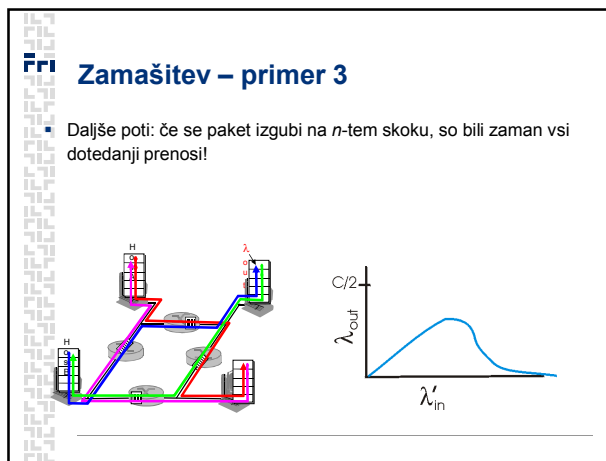 Fri
Zamašitev – primer 3
Daljše poti: če se paket izgubi na n-tem skoku, so bili zaman vsi
dotedanji prenosi!
H
o
λ
o
u
t
H
o
s
C/2
λout
λ'in